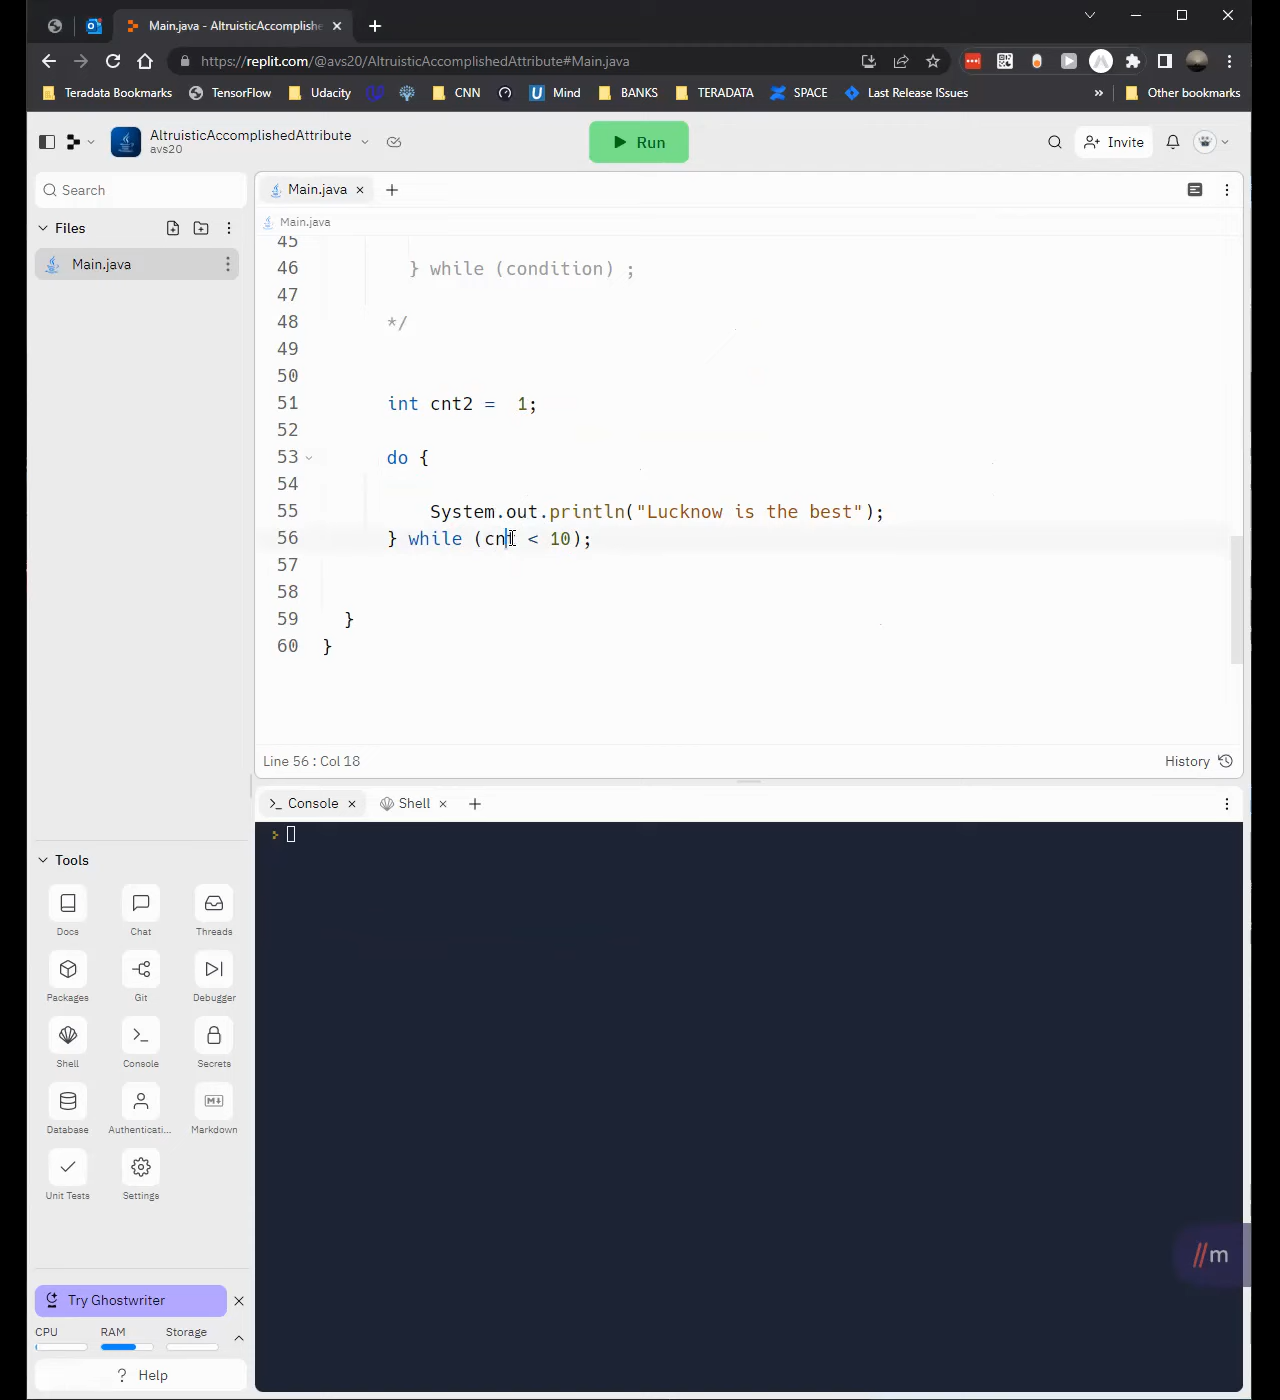 Main.java - AltruisticAccomplishe
https://replit.com/@avs20/AltruisticAccomplishedAttribute#Main.java
Teradata Bookmarks TensorFlow Udacity CNN U Mind BANKS TERADATA SPACE Last Release ISsues » Other bookmarks
AltruisticAccomplishedAttribute
avs20
Run
Invite
Search
Main.java
Files
Main.java
Main.java
45
46 } while (condition) ;
47
48 */
49
50
51 int cnt2 =  1;
52
53 do {
54
55 System.out.println("Lucknow is the best");
56 } while (cnt < 10);
57
58
59 }
60 }
Line 56 : Col 18
History
Console
Shell
Tools
Docs Chat Threads
Packages Git Debugger
Shell Console Secrets
Database Authenticati... Markdown
Unit Tests Settings
//m
Try Ghostwriter
CPU RAM Storage
? Help